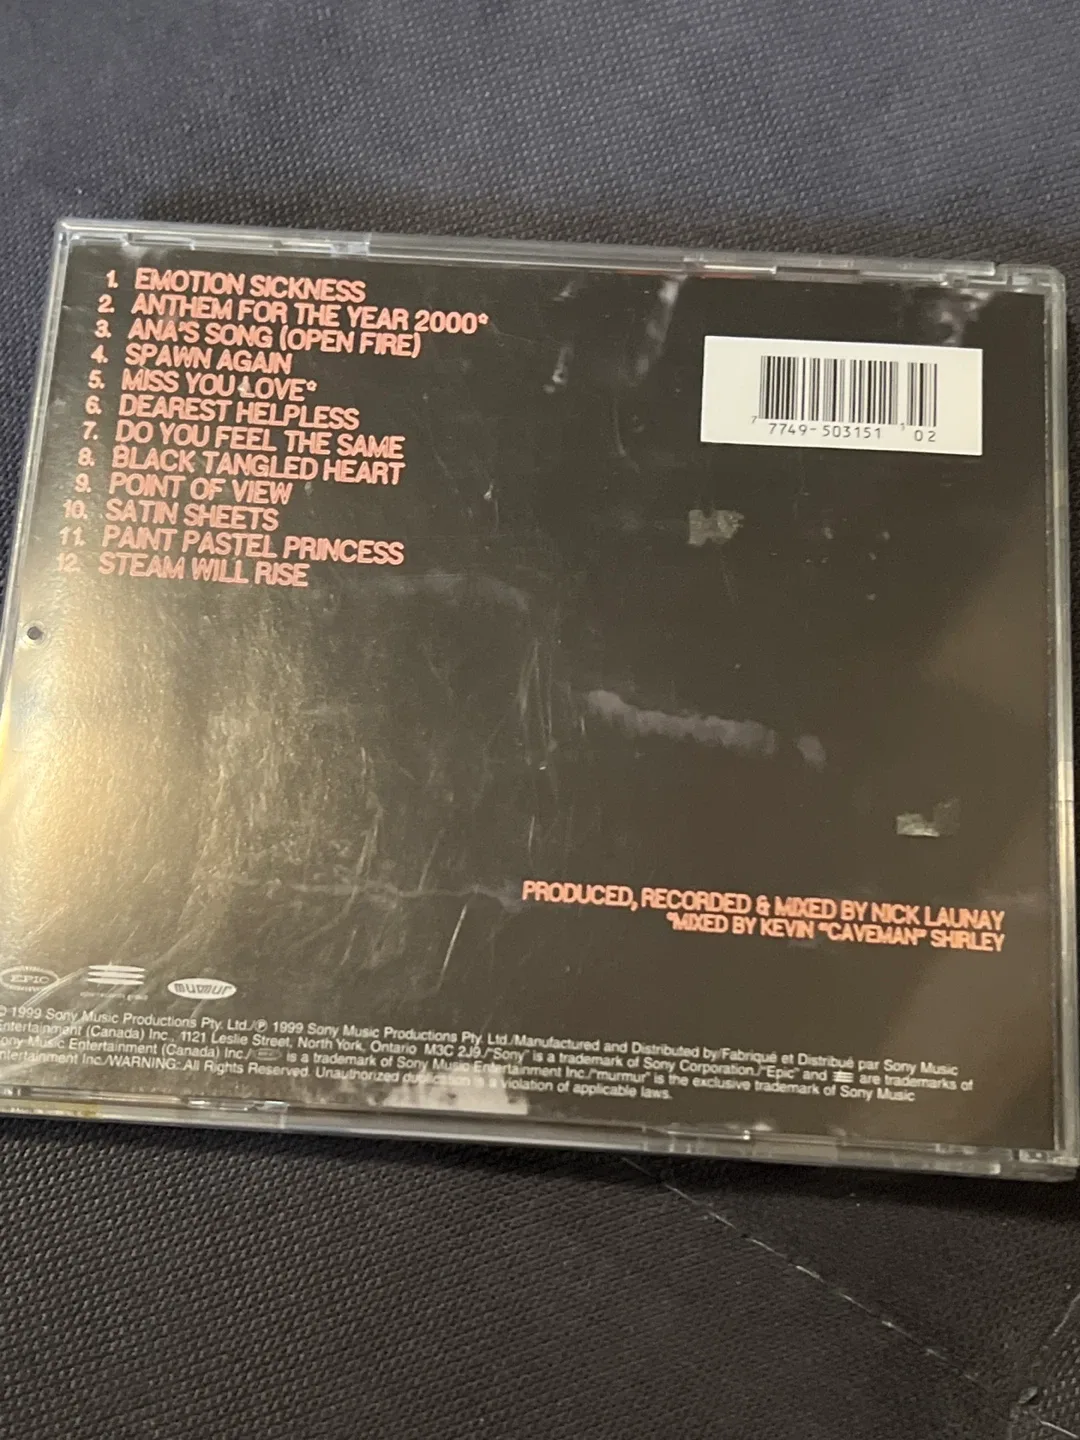 1. EMOTION SICKNESS
2. ANTHEM FOR THE YEAR 2000*
3. ANA'S SONG (OPEN FIRE)
4. SPAWN AGAIN
5. MISS YOU LOVE*
6. DEAREST HELPLESS
7. DO YOU FEEL THE SAME
8. BLACK TANGLED HEART
9. POINT OF VIEW
10. SATIN SHEETS
11. PAINT PASTEL PRINCESS
12. STEAM WILL RISE
7 7749-503151 02
PRODUCED, RECORDED & MIXED BY NICK LAUNAY
*MIXED BY KEVIN "CAVEMAN" SHIRLEY
EPIC
murmur
© 1999 Sony Music Productions Pty. Ltd./℗ 1999 Sony Music Productions Pty. Ltd./Manufactured and Distributed by/Fabriqué et Distribué par Sony Music
Entertainment (Canada) Inc., 1121 Leslie Street, North York, Ontario M3C 2J9./"Sony" is a trademark of Sony Corporation./"Epic" and are trademarks of
Sony Music Entertainment (Canada) Inc./ is a trademark of Sony Music Entertainment Inc./"murmur" is the exclusive trademark of Sony Music
Entertainment Inc./WARNING: All Rights Reserved. Unauthorized duplication is a violation of applicable laws.